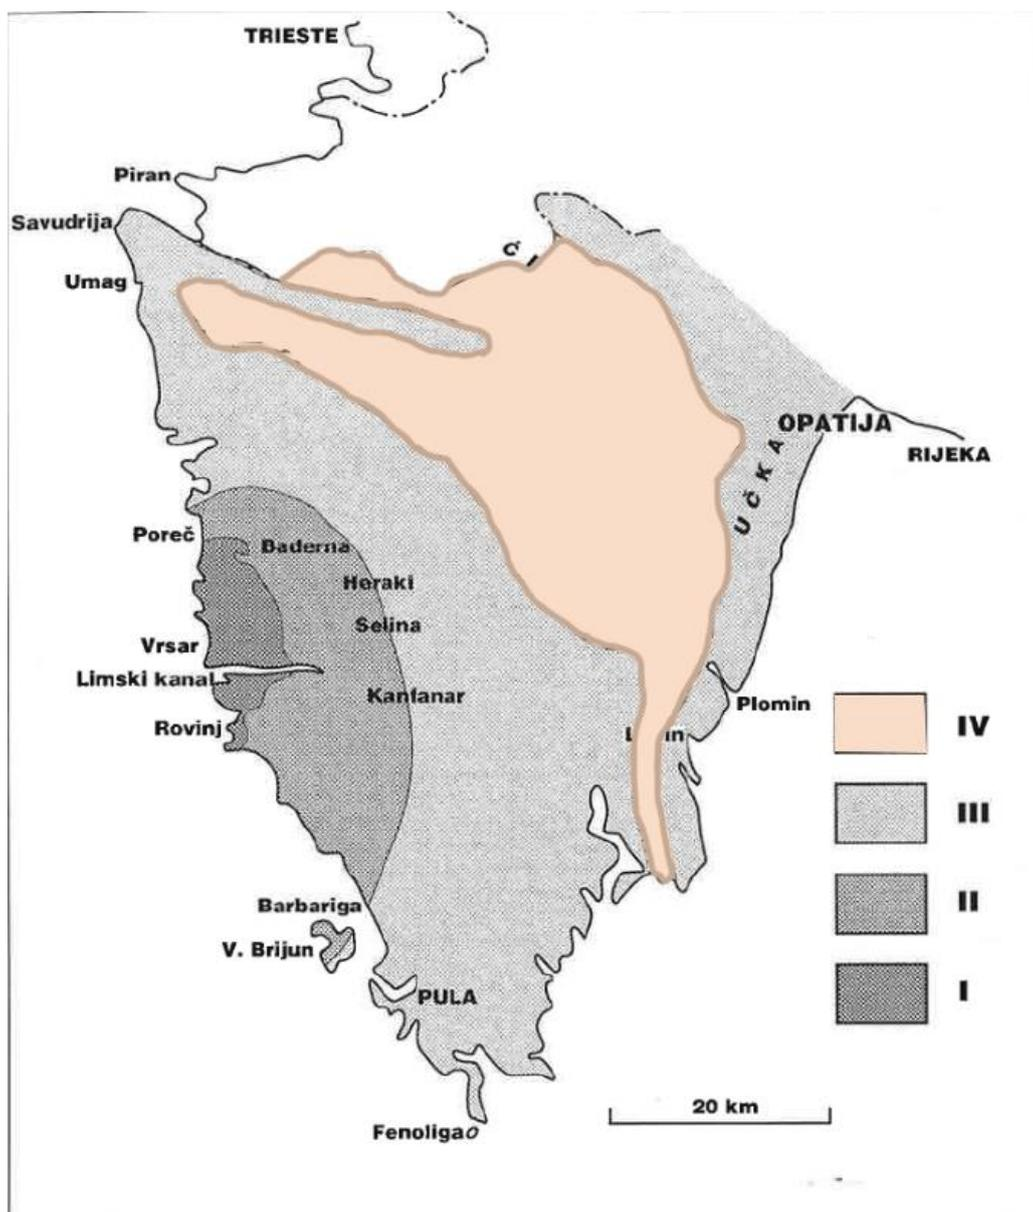 TRIESTE
Piran
Savudrija
Umag
Ć
OPATIJA
RIJEKA
UČKA
Poreč
Baderna
Heraki
Selina
Vrsar
Limski kanal
Kanfanar
Rovinj
Plomin
IV
III
II
I
Barbariga
V. Brijun
PULA
20 km
Fenoliga